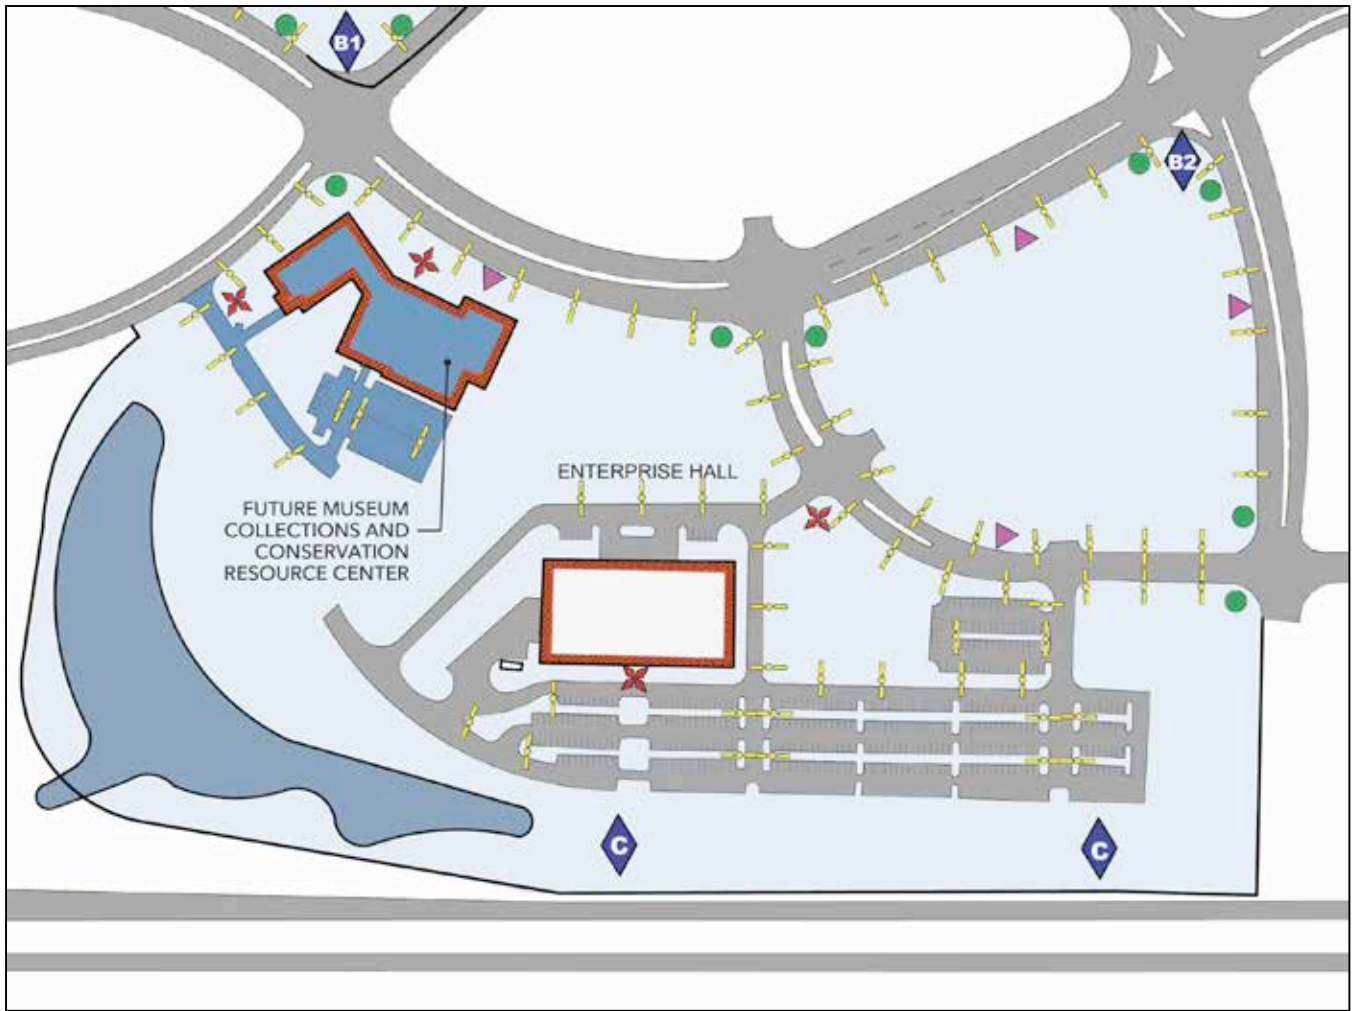 B1
B2
ENTERPRISE HALL
FUTURE MUSEUM
COLLECTIONS AND
CONSERVATION
RESOURCE CENTER
C
C